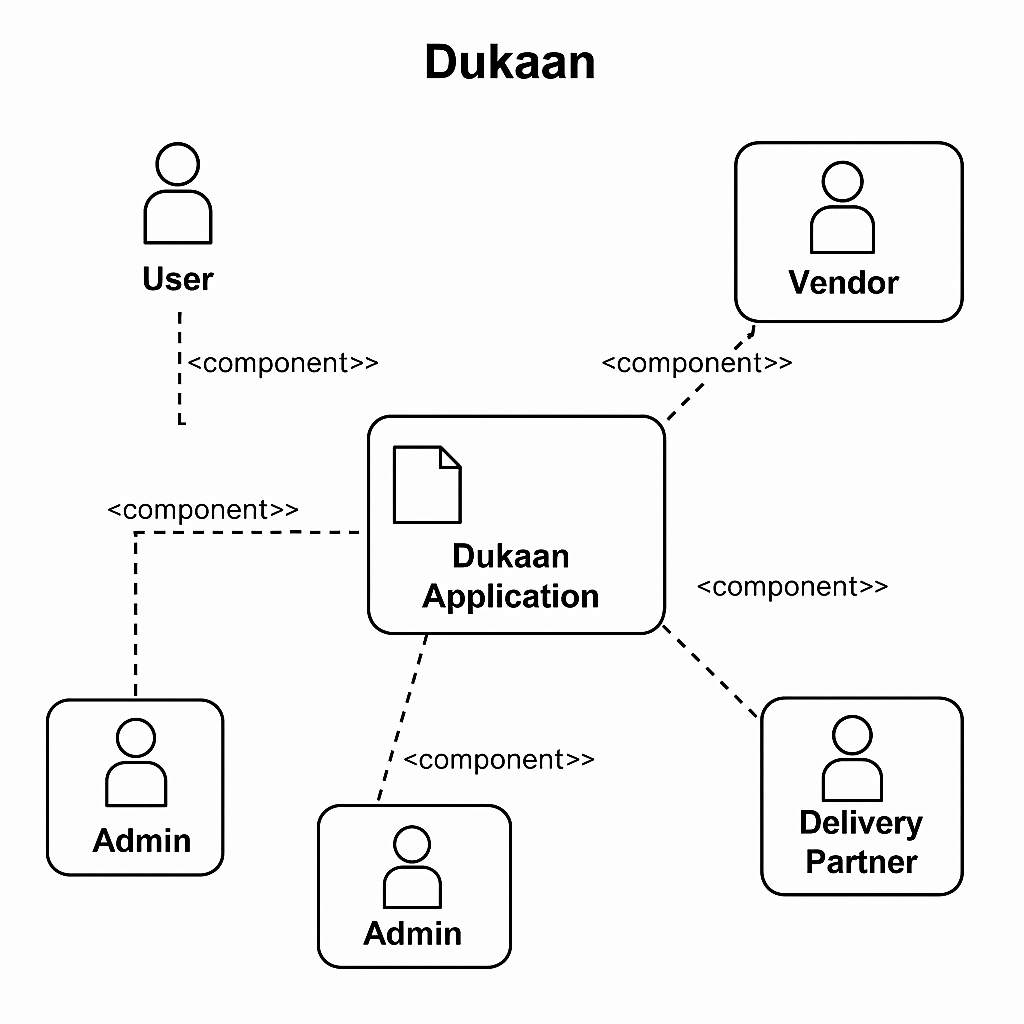 Dukaan
User
Vendor
<component>>
<component>>
<component>>
Dukaan
Application
<component>>
<component>>
Admin
Delivery
Partner
Admin